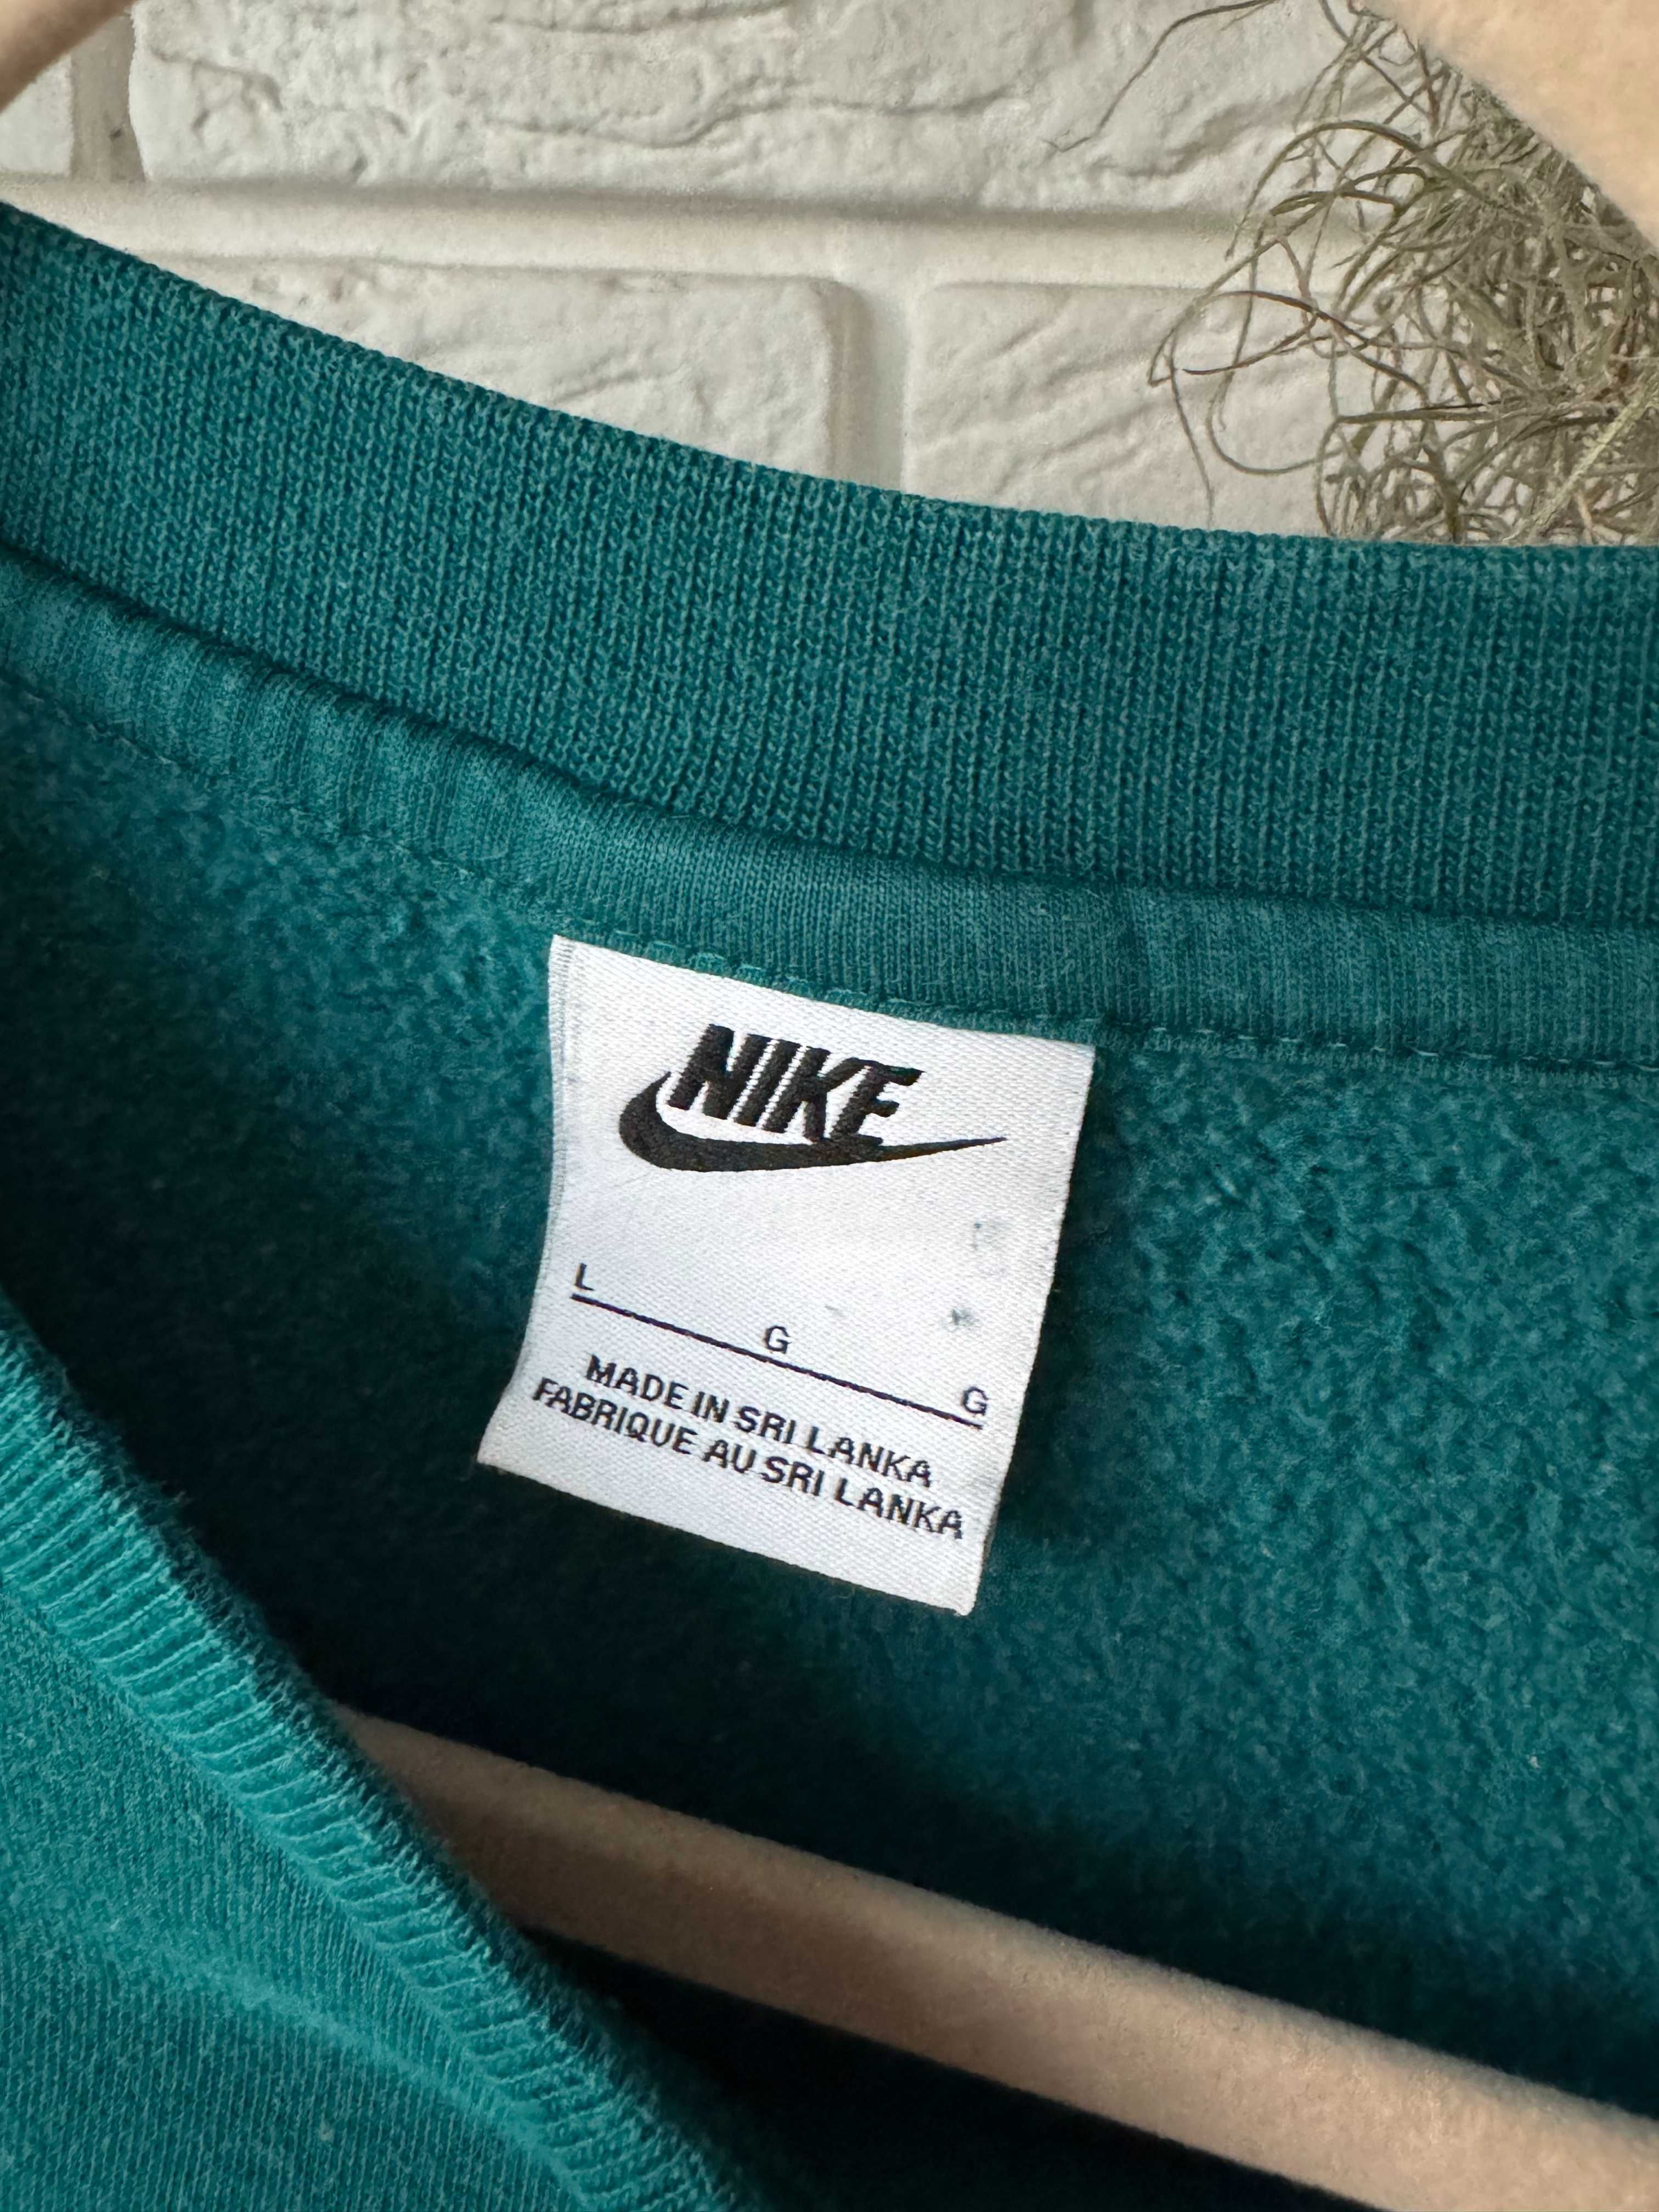 NIKE
L G G
MADE IN SRI LANKA
FABRIQUE AU SRI LANKA